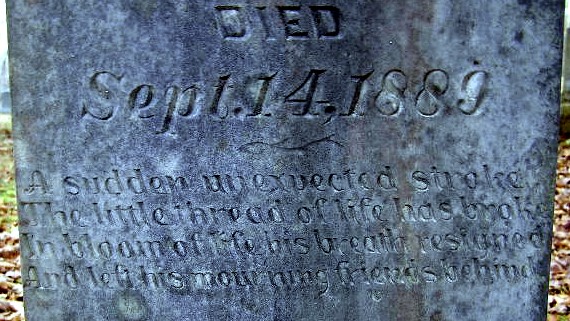 DIED
Sept. 14, 1889
A sudden unexpected stroke
The little thread of life has broke
In bloom of life his breath resigned
And left his mourning friends behind